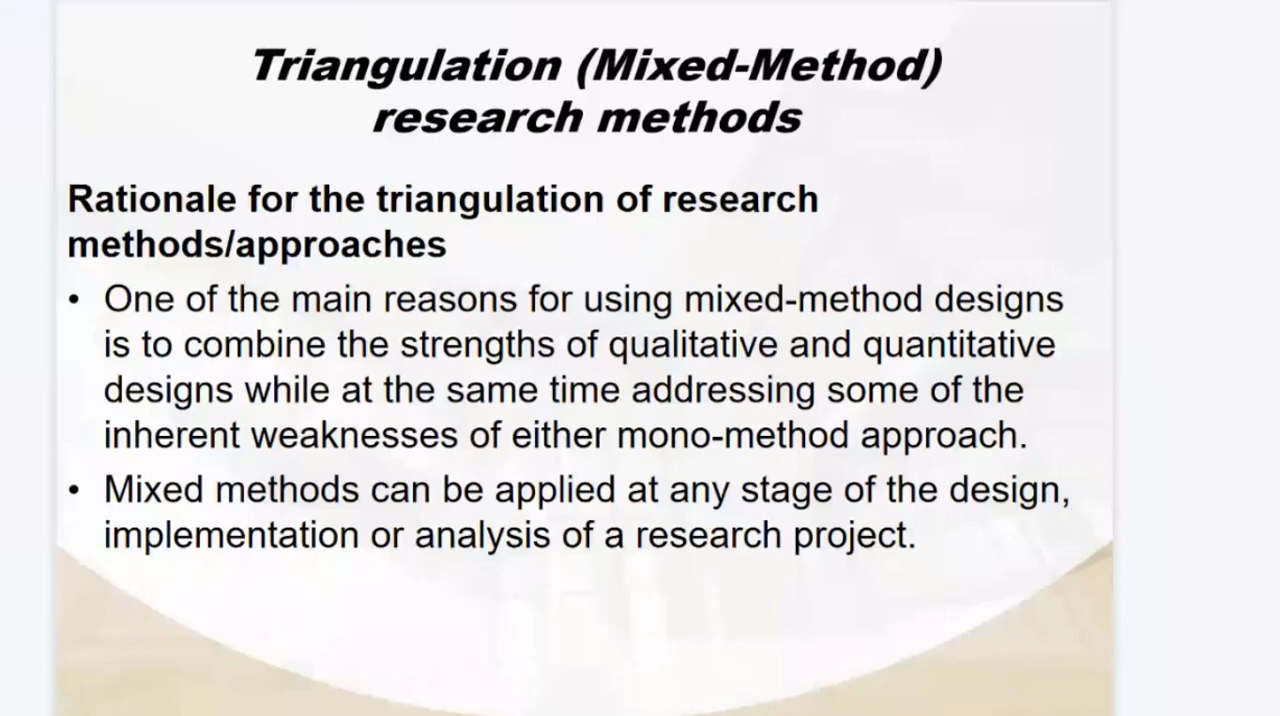 Triangulation (Mixed-Method)
research methods
Rationale for the triangulation of research
methods/approaches
• One of the main reasons for using mixed-method designs
is to combine the strengths of qualitative and quantitative
designs while at the same time addressing some of the
inherent weaknesses of either mono-method approach.
• Mixed methods can be applied at any stage of the design,
implementation or analysis of a research project.